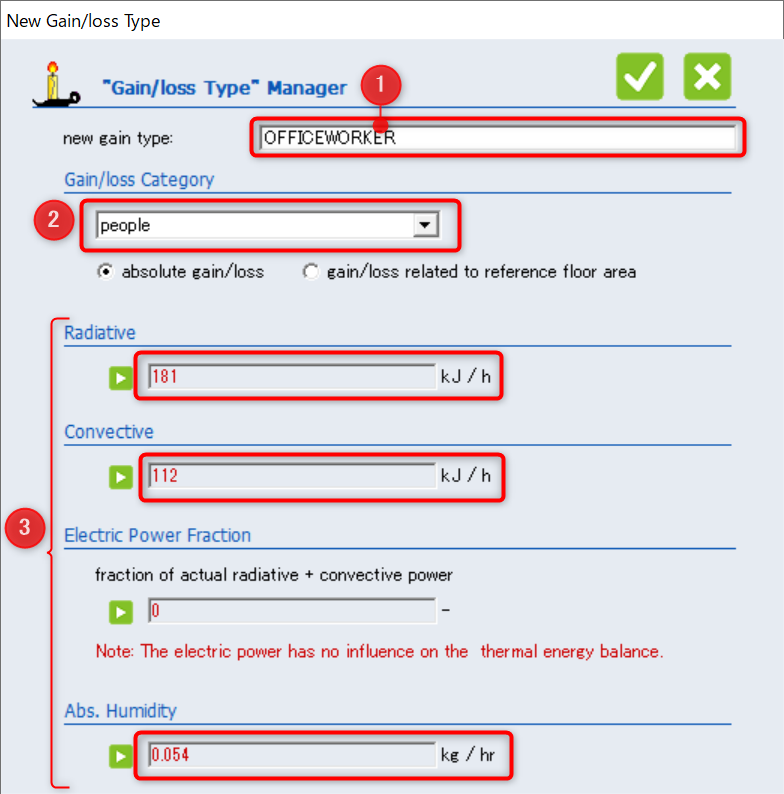 New Gain/loss Type
"Gain/loss Type" Manager
1
new gain type: OFFICEWORKER
Gain/loss Category
2
people
absolute gain/loss gain/loss related to reference floor area
Radiative
181 kJ / h
Convective
112 kJ / h
3
Electric Power Fraction
fraction of actual radiative + convective power
0 -
Note: The electric power has no influence on the thermal energy balance.
Abs. Humidity
0.054 kg / hr